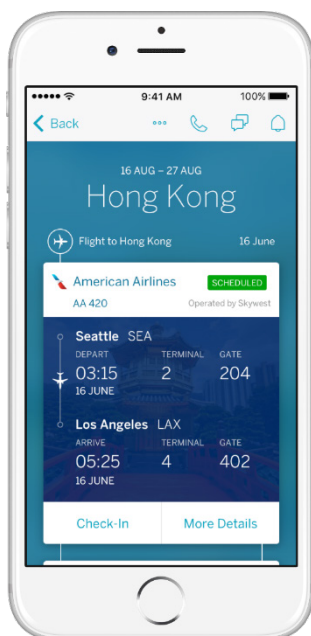 9:41 AM 100%
Back
16 AUG – 27 AUG
Hong Kong
Flight to Hong Kong 16 June
American Airlines SCHEDULED
AA 420 Operated by Skywest
Seattle SEA
DEPART TERMINAL GATE
03:15 2 204
16 JUNE
Los Angeles LAX
ARRIVE TERMINAL GATE
05:25 4 402
16 JUNE
Check-In More Details